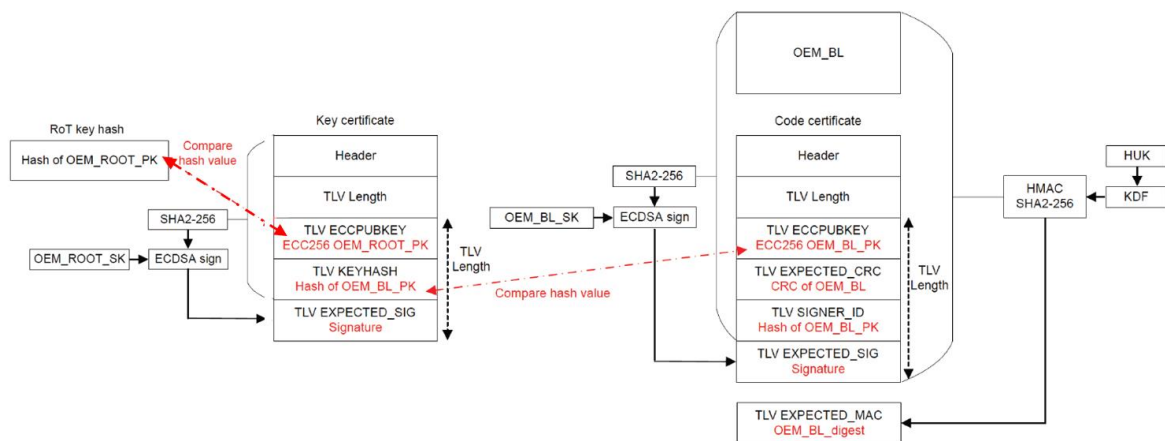 RoT key hash
Hash of OEM_ROOT_PK
Compare
hash value
SHA2-256
OEM_ROOT_SK
ECDSA sign
Key certificate
Header
TLV Length
TLV ECCPUBKEY
ECC256 OEM_ROOT_PK
TLV KEYHASH
Hash of OEM_BL_PK
TLV EXPECTED_SIG
Signature
TLV
Length
Compare hash value
OEM_BL
SHA2-256
OEM_BL_SK
ECDSA sign
Code certificate
Header
TLV Length
TLV ECCPUBKEY
ECC256 OEM_BL_PK
TLV EXPECTED_CRC
CRC of OEM_BL
TLV SIGNER_ID
Hash of OEM_BL_PK
TLV EXPECTED_SIG
Signature
TLV
Length
TLV EXPECTED_MAC
OEM_BL_digest
HMAC
SHA2-256
HUK
KDF